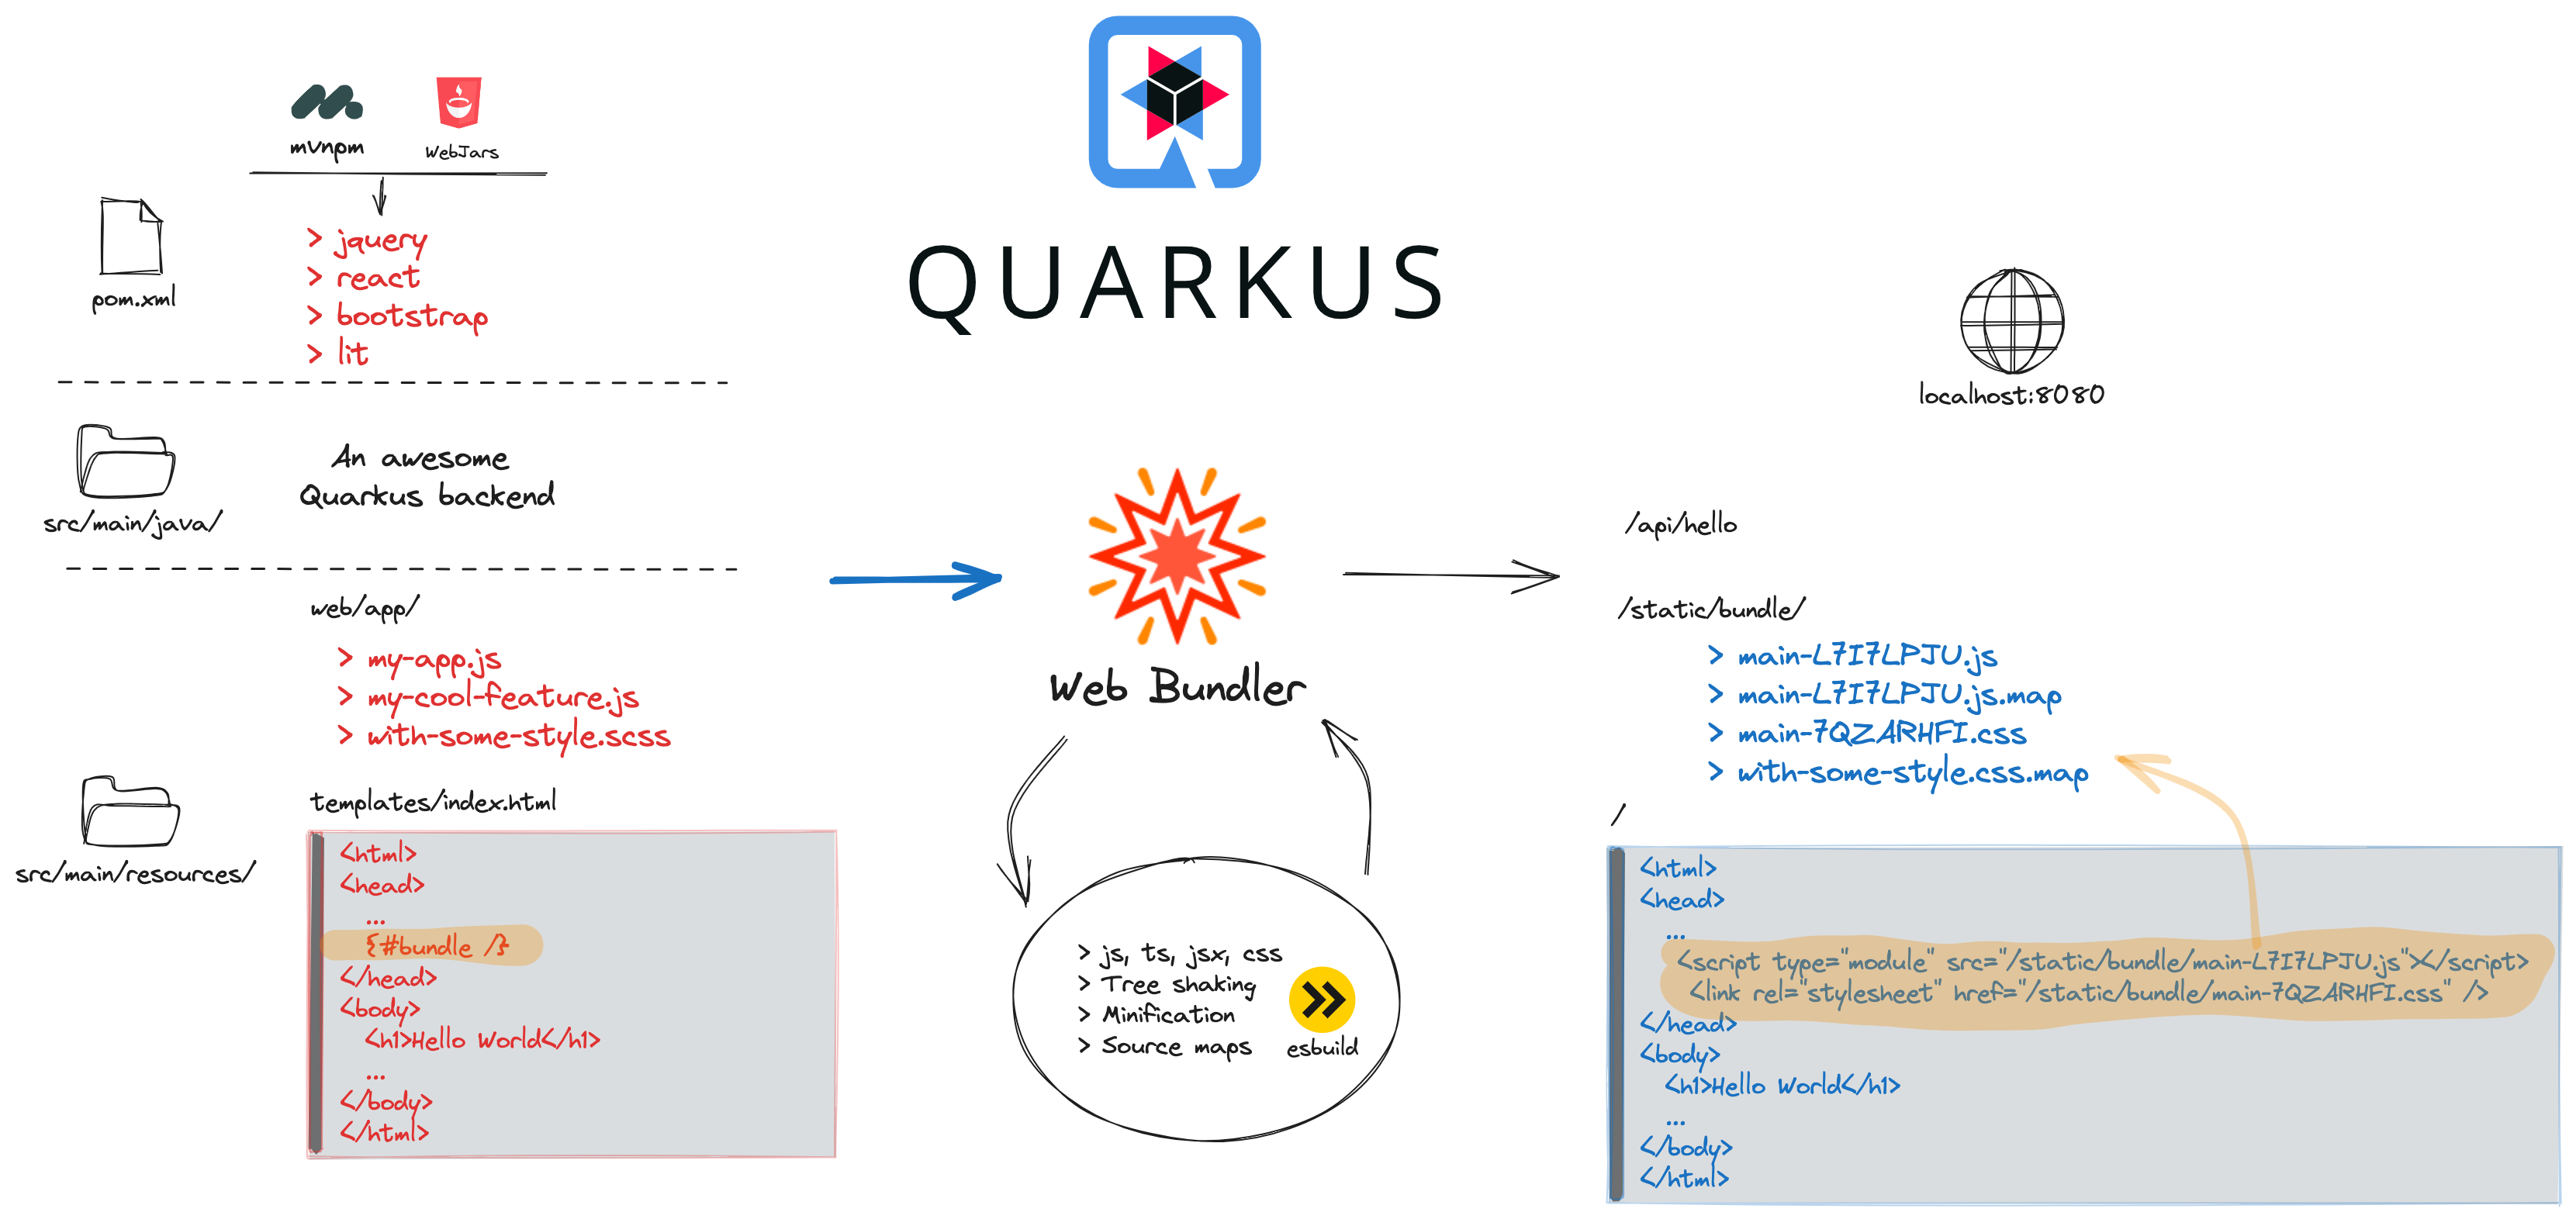 mvnpm
WebJars
pom.xml
> jquery
> react
> bootstrap
> lit
src/main/java/
An awesome
Quarkus backend
src/main/resources/
web/app/
> my-app.js
> my-cool-feature.js
> with-some-style.scss
templates/index.html
<html>
<head>
...
{#bundle /}
</head>
<body>
<h1>Hello World</h1>
...
</body>
</html>
QUARKUS
Web Bundler
> js, ts, jsx, css
> Tree shaking
> Minification
> Source maps
esbuild
localhost:8080
/api/hello
/static/bundle/
> main-L7I7LPJU.js
> main-L7I7LPJU.js.map
> main-7QZARHFI.css
> with-some-style.css.map
/
<html>
<head>
...
<script type="module" src="/static/bundle/main-L7I7LPJU.js"></script>
<link rel="stylesheet" href="/static/bundle/main-7QZARHFI.css" />
</head>
<body>
<h1>Hello World</h1>
...
</body>
</html>